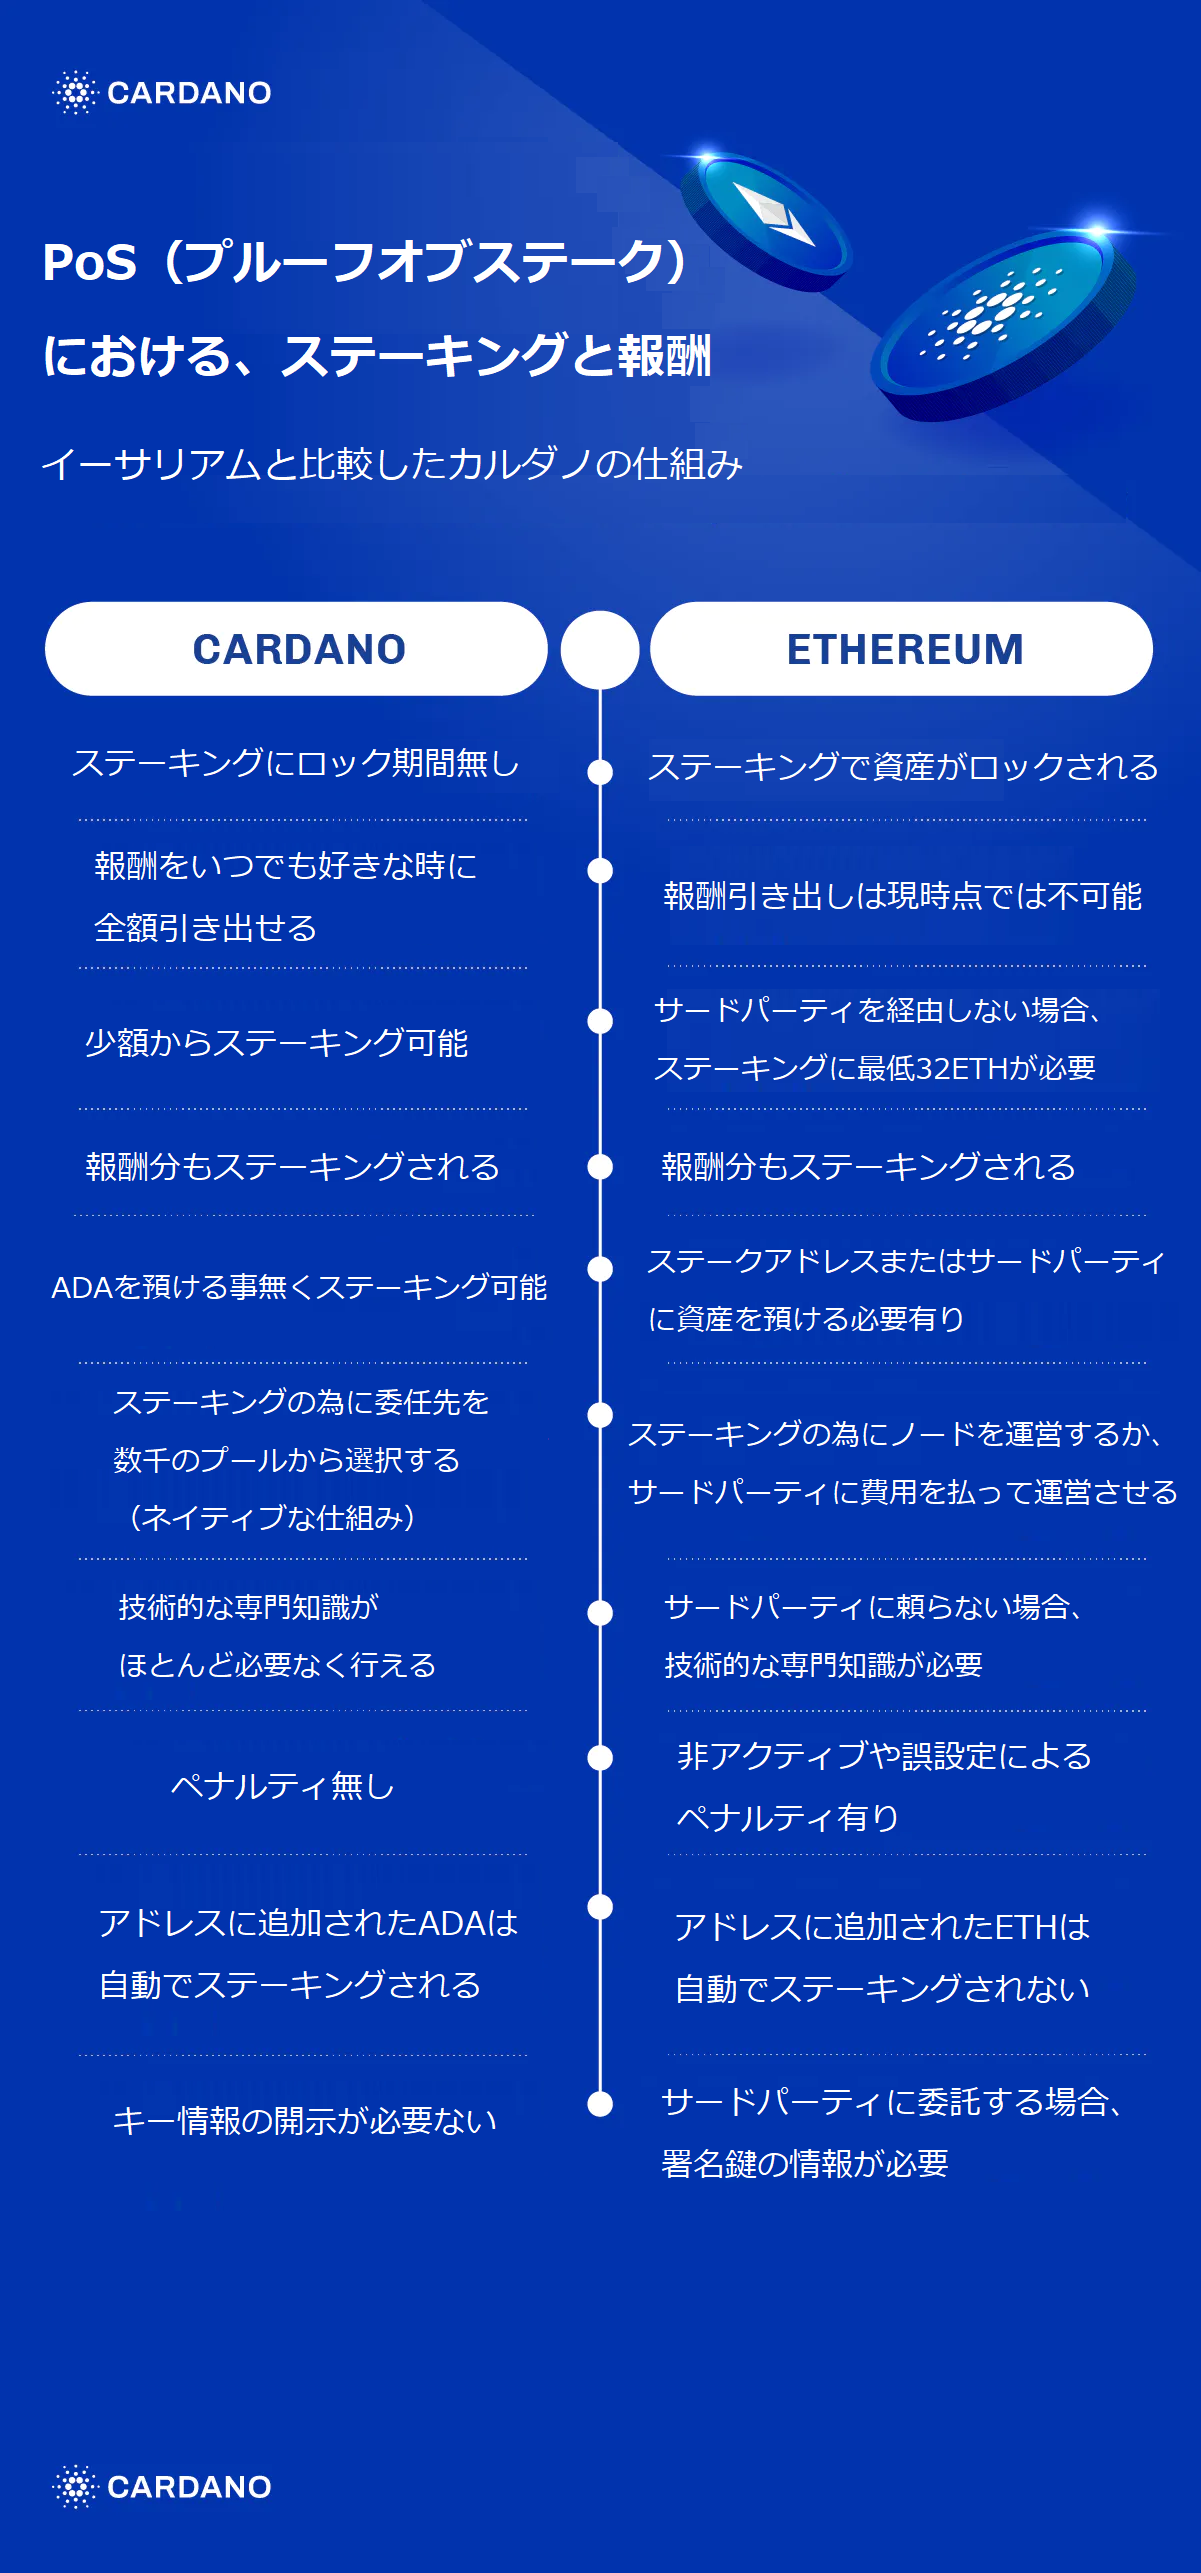 CARDANO
PoS（プルーフオブステーク）
における、ステーキングと報酬
イーサリアムと比較したカルダノの仕組み
CARDANO
ETHEREUM
ステーキングにロック期間無し
ステーキングで資産がロックされる
報酬をいつでも好きな時に
全額引き出せる
報酬引き出しは現時点では不可能
少額からステーキング可能
サードパーティを経由しない場合、
ステーキングに最低32ETHが必要
報酬分もステーキングされる
報酬分もステーキングされる
ADAを預ける事無くステーキング可能
ステークアドレスまたはサードパーティ
に資産を預ける必要有り
ステーキングの為に委任先を
数千のプールから選択する
（ネイティブな仕組み）
ステーキングの為にノードを運営するか、
サードパーティに費用を払って運営させる
技術的な専門知識が
ほとんど必要なく行える
サードパーティに頼らない場合、
技術的な専門知識が必要
ペナルティ無し
非アクティブや誤設定による
ペナルティ有り
アドレスに追加されたADAは
自動でステーキングされる
アドレスに追加されたETHは
自動でステーキングされない
キー情報の開示が必要ない
サードパーティに委託する場合、
署名鍵の情報が必要
CARDANO